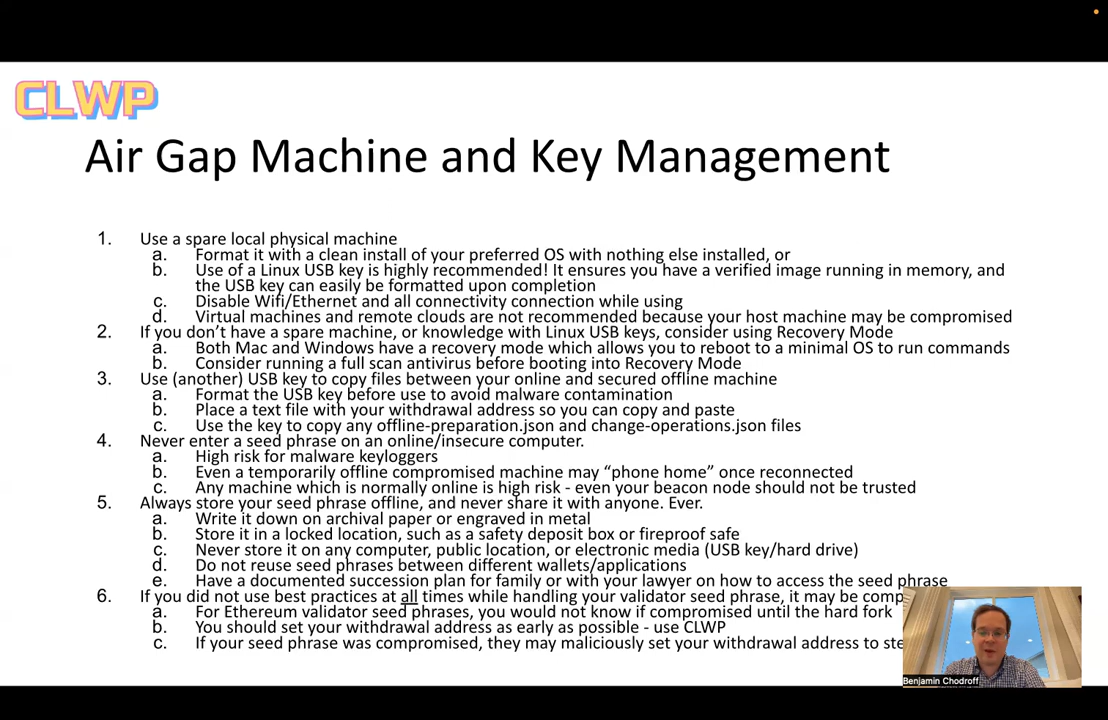 CLWP
Air Gap Machine and Key Management
1. Use a spare local physical machine
a. Format it with a clean install of your preferred OS with nothing else installed, or
b. Use of a Linux USB key is highly recommended! It ensures you have a verified image running in memory, and
the USB key can easily be formatted upon completion
c. Disable Wifi/Ethernet and all connectivity connection while using
d. Virtual machines and remote clouds are not recommended because your host machine may be compromised
2. If you don't have a spare machine, or knowledge with Linux USB keys, consider using Recovery Mode
a. Both Mac and Windows have a recovery mode which allows you to reboot to a minimal OS to run commands
b. Consider running a full scan antivirus before booting into Recovery Mode
3. Use (another) USB key to copy files between your online and secured offline machine
a. Format the USB key before use to avoid malware contamination
b. Place a text file with your withdrawal address so you can copy and paste
c. Use the key to copy any offline-preparation.json and change-operations.json files
4. Never enter a seed phrase on an online/insecure computer.
a. High risk for malware keyloggers
b. Even a temporarily offline compromised machine may “phone home” once reconnected
c. Any machine which is normally online is high risk - even your beacon node should not be trusted
5. Always store your seed phrase offline, and never share it with anyone. Ever.
a. Write it down on archival paper or engraved in metal
b. Store it in a locked location, such as a safety deposit box or fireproof safe
c. Never store it on any computer, public location, or electronic media (USB key/hard drive)
d. Do not reuse seed phrases between different wallets/applications
e. Have a documented succession plan for family or with your lawyer on how to access the seed phrase
6. If you did not use best practices at all times while handling your validator seed phrase, it may be
a. For Ethereum validator seed phrases, you would not know if compromised until the hard fork
b. You should set your withdrawal address as early as possible - use CLWP
c. If your seed phrase was compromised, they may maliciously set your withdrawal address to
Benjamin Chodroff